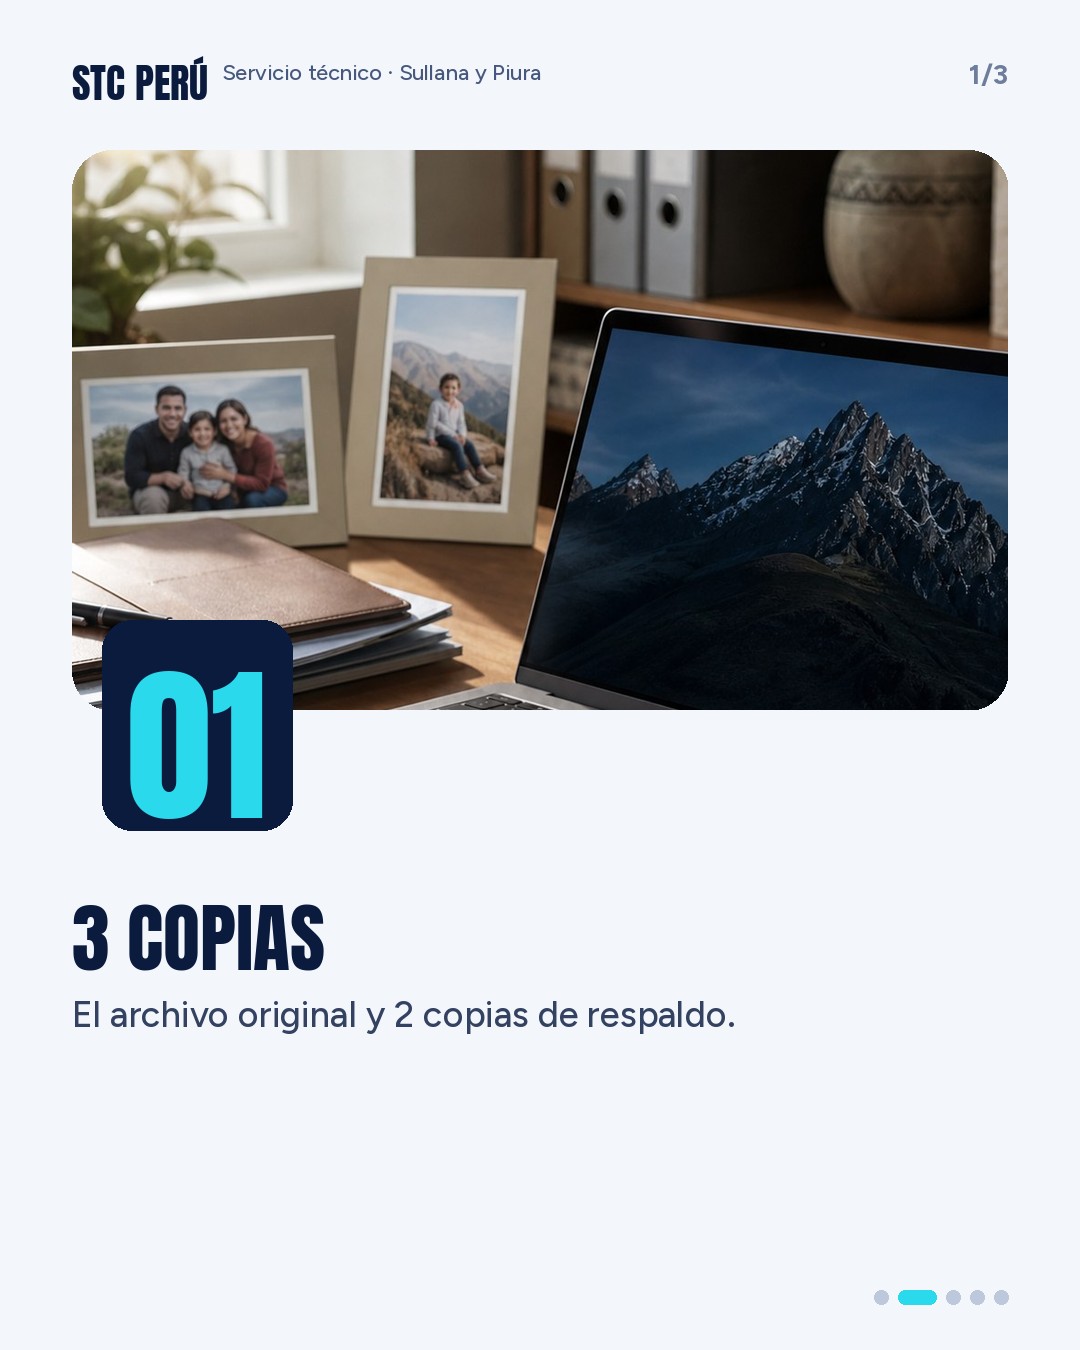 STC PERÚ Servicio técnico · Sullana y Piura 1/3
01
3 COPIAS
El archivo original y 2 copias de respaldo.